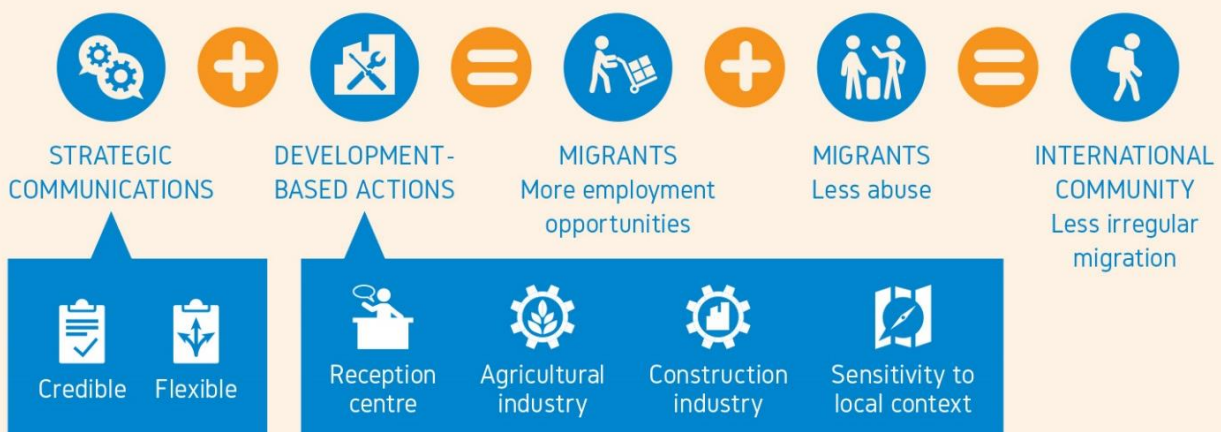 STRATEGIC
COMMUNICATIONS
DEVELOPMENT-
BASED ACTIONS
MIGRANTS
More employment
opportunities
MIGRANTS
Less abuse
INTERNATIONAL
COMMUNITY
Less irregular
migration
Credible
Flexible
Reception
centre
Agricultural
industry
Construction
industry
Sensitivity to
local context